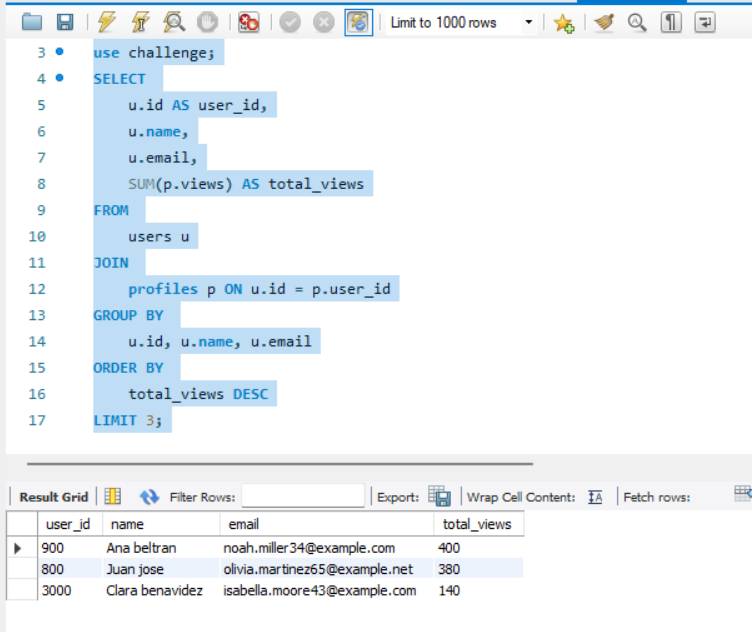 Limit to 1000 rows
3 use challenge;
4 SELECT
5 u.id AS user_id,
6 u.name,
7 u.email,
8 SUM(p.views) AS total_views
9 FROM
10 users u
11 JOIN
12 profiles p ON u.id = p.user_id
13 GROUP BY
14 u.id, u.name, u.email
15 ORDER BY
16 total_views DESC
17 LIMIT 3;
Result Grid Filter Rows: Export: Wrap Cell Content: IA Fetch rows:
user_id name email total_views
900 Ana beltran noah.miller34@example.com 400
800 Juan jose olivia.martinez65@example.net 380
3000 Clara benavidez isabella.moore43@example.com 140